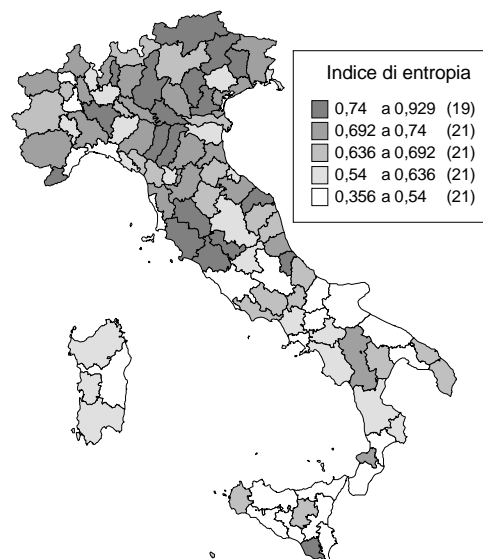 Indice di entropia
0,74 a 0,929 (19)
0,692 a 0,74 (21)
0,636 a 0,692 (21)
0,54 a 0,636 (21)
0,356 a 0,54 (21)